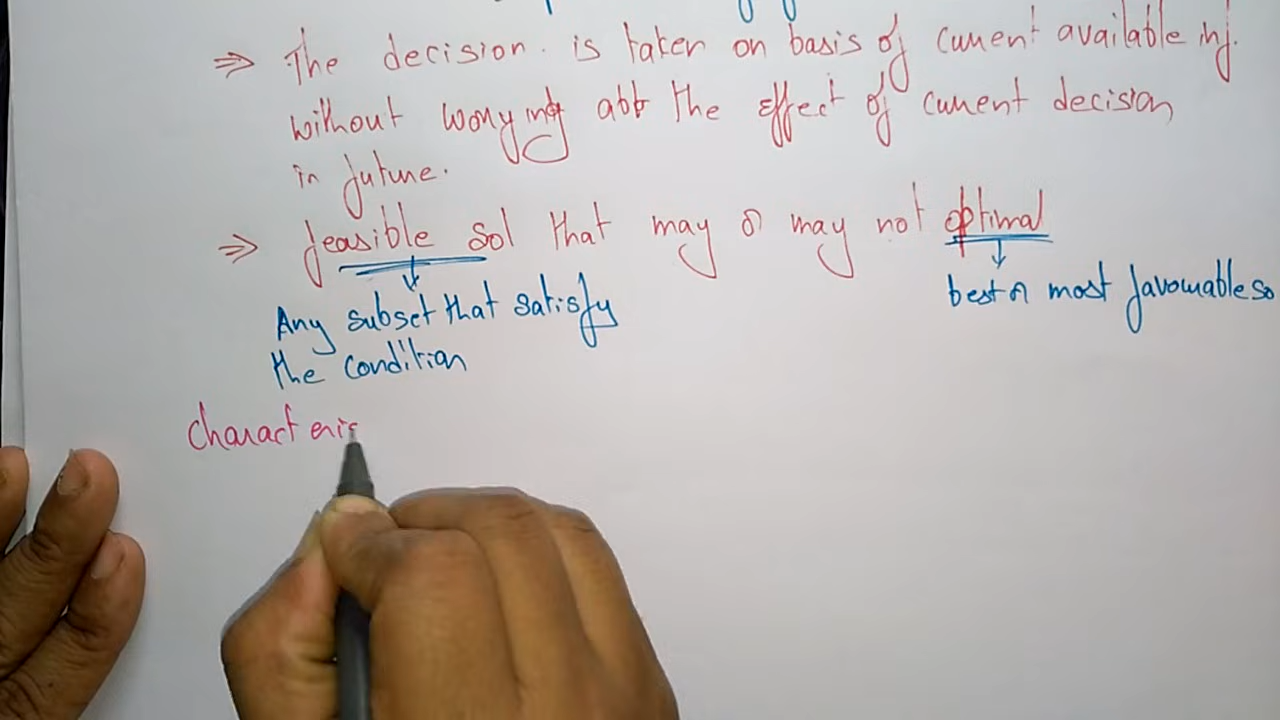 ⇒ The decision. is taken on basis of current available inf.
without worrying abt the effect of current decision
in future.
⇒ feasible sol that may or may not optimal
Any subset that satisfy
the condition
best or most favourable so
Characteris